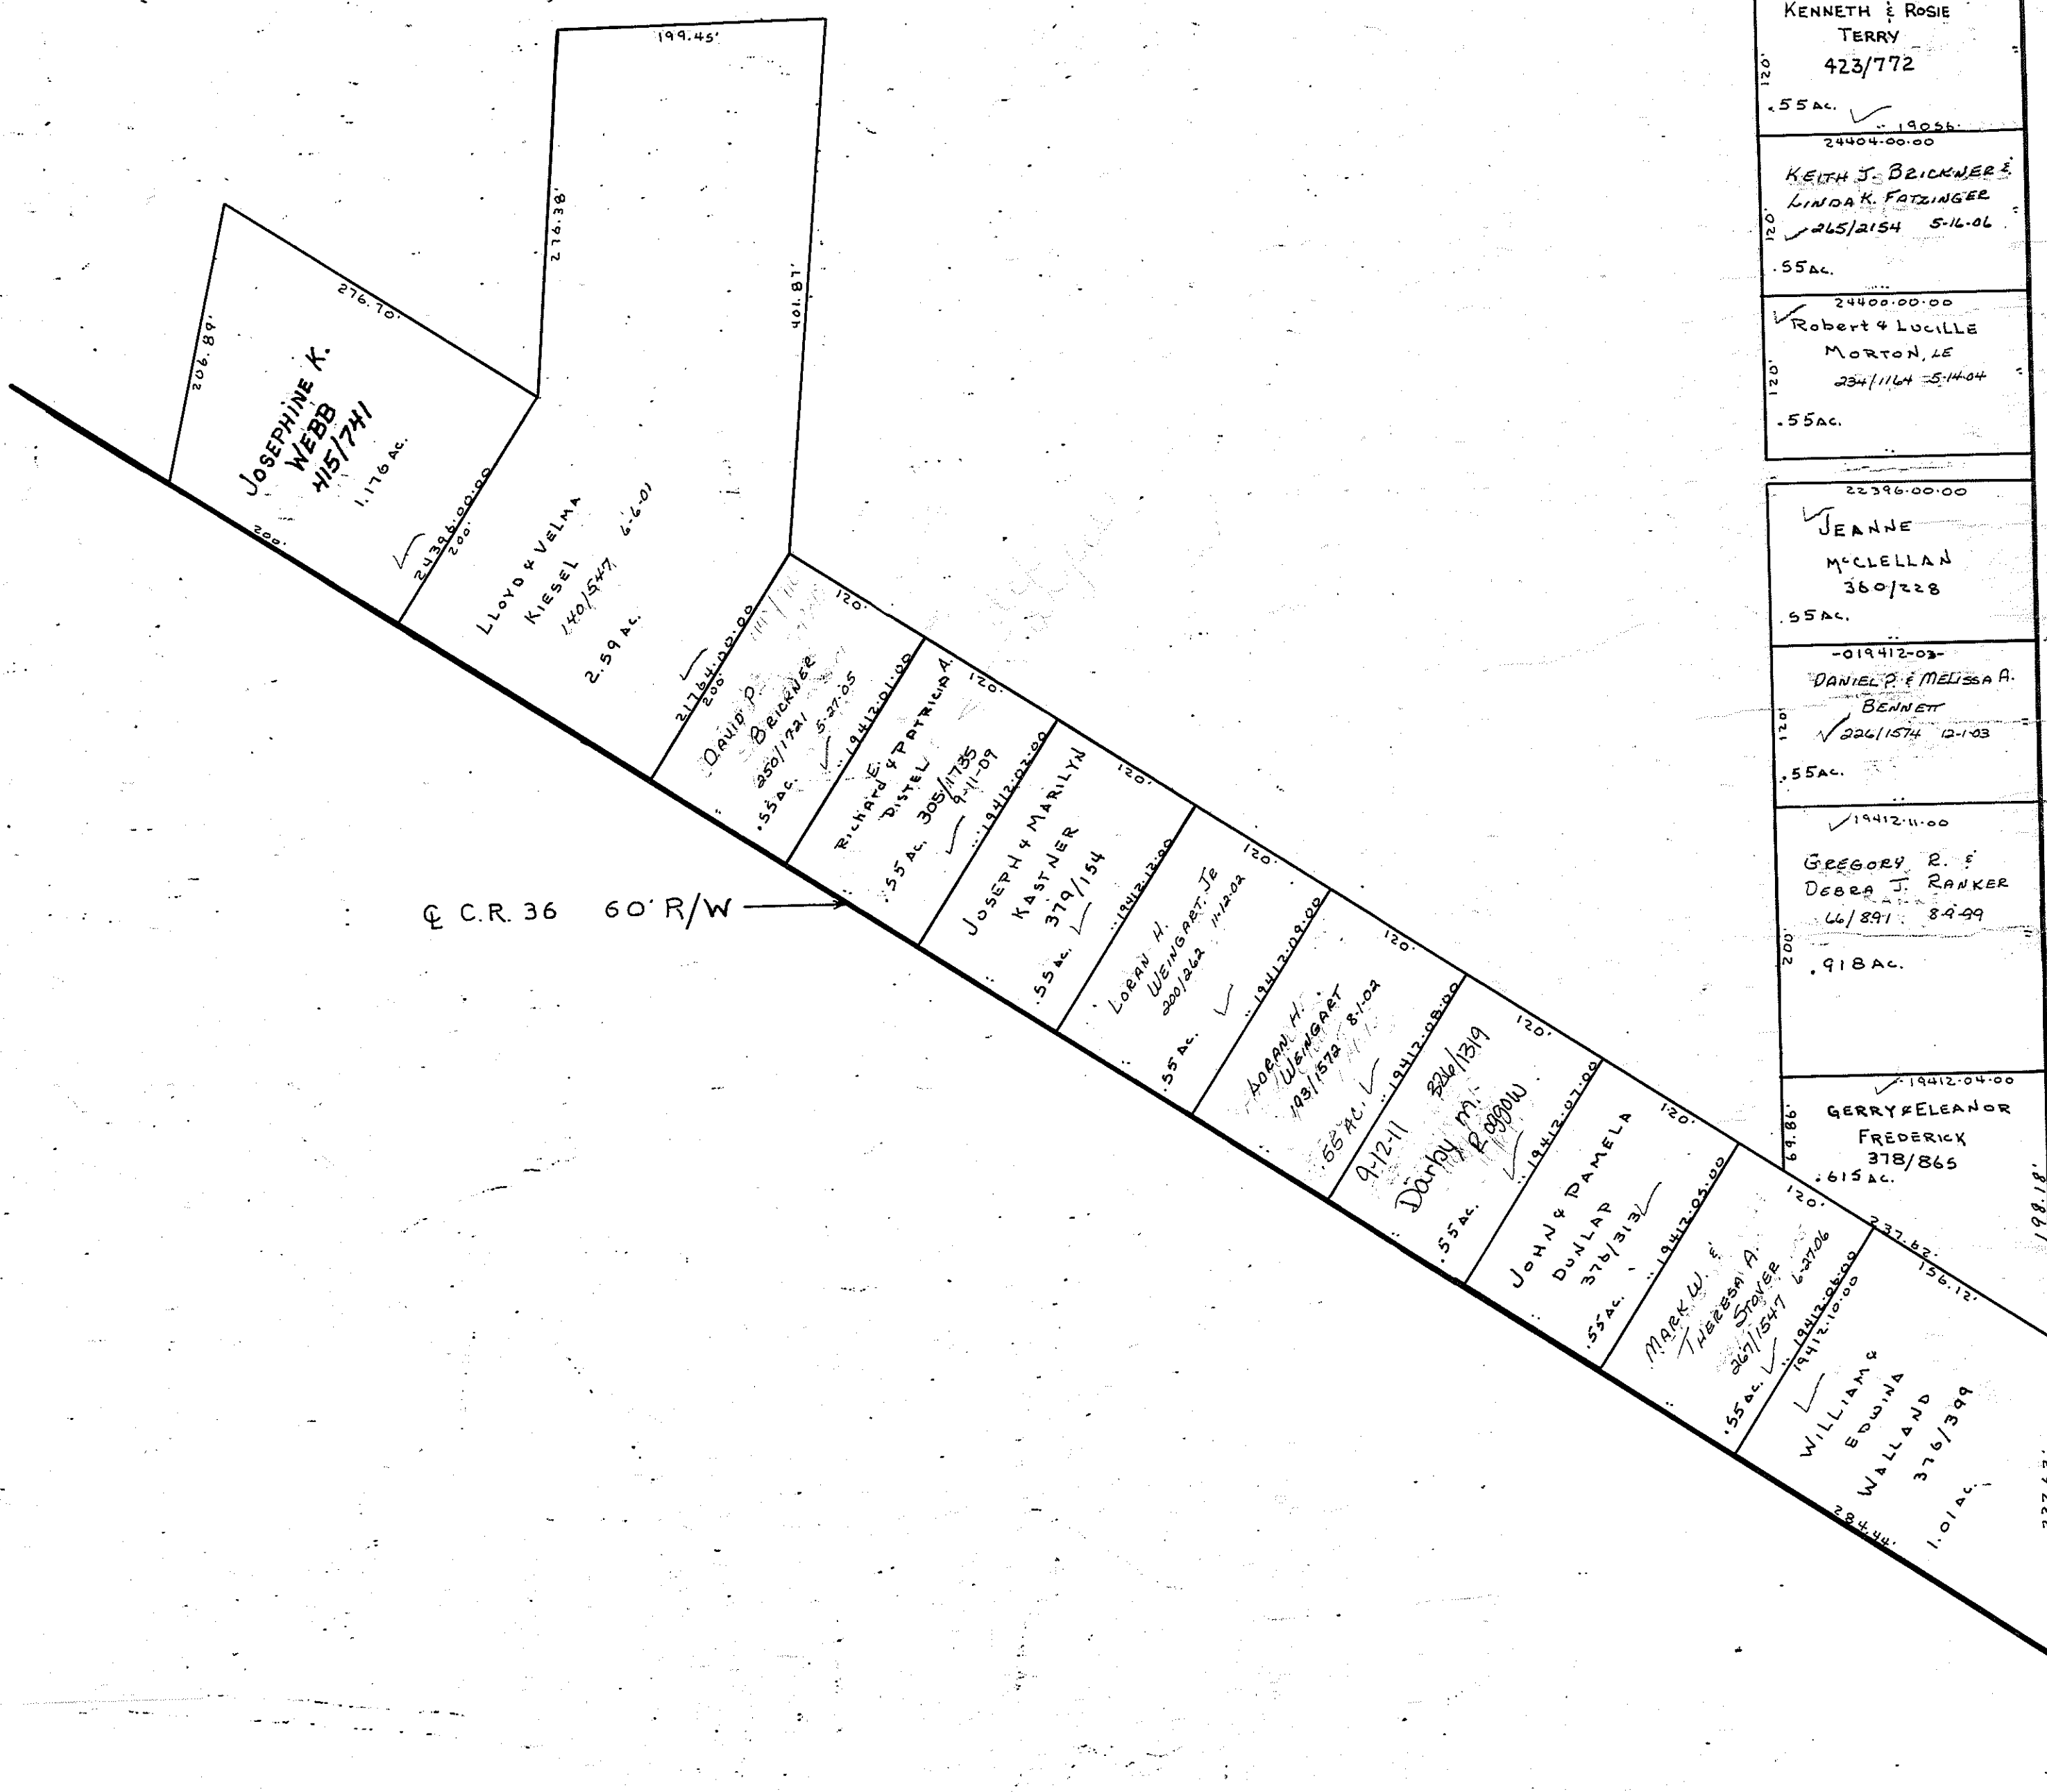 199.45'
276.38'
401.87'
206.89'
276.70'
JOSEPHINE K.
WEBB
415/741
1.176 AC.
24396.00.00
200'
200'
LLOYD & VELMA
KIESEL
140/547 6-6-01
2.59 AC.
21764.00.00
200'
120'
DAVID P.
BRICKNER
250/1721 5-27-05
.55 AC.
19412.01.00
120'
Richard E. & PATRICIA A.
DISTEL
305/1735
9-11-09
.55 AC.
19412.02.00
120'
JOSEPH & MARILYN
KASTNER
379/154
.55 AC.
19412.12.00
120'
LORAN H.
WEINGART JR
200/262 11-12-02
.55 AC.
19412.09.00
120'
LORAN H.
WEINGART
193/1572 8-1-02
.55 AC.
19412.08.00
120'
9-12-11 326/1319
Darby M.
Roggow
.55 AC.
19412.07.00
120'
JOHN & PAMELA
DUNLAP
376/313
.55 AC.
19412.05.00
120'
MARK W. &
THERESA A.
STOVER
267/1547 6-27-06
.55 AC.
19412.06.00
19412.10.00
237.62'
156.12'
WILLIAM &
EDWINA
WALLAND
376/399
1.01 AC.
284.44'
℄ C.R. 36 60' R/W
KENNETH & ROSIE
TERRY
423/772
120'
.55 AC.
19056.
24404-00-00
KEITH J. BRICKNER &
LINDA K. FATZINGER
265/2154 5-16-06
120'
.55 AC.
24400.00.00
Robert & LUCILLE
MORTON, LE
234/1164 5-14-04
120'
.55 AC.
22396.00.00
JEANNE
McCLELLAN
360/228
.55 AC.
-019412-03-
DANIEL P. & MELISSA A.
BENNETT
226/1574 12-1-03
120'
.55 AC.
19412.11.00
GREGORY R. &
DEBRA J. RANKER
66/891 8-9-99
200'
.918 AC.
19412.04.00
GERRY & ELEANOR
FREDERICK
378/865
69.86'
.615 AC.
198.18'